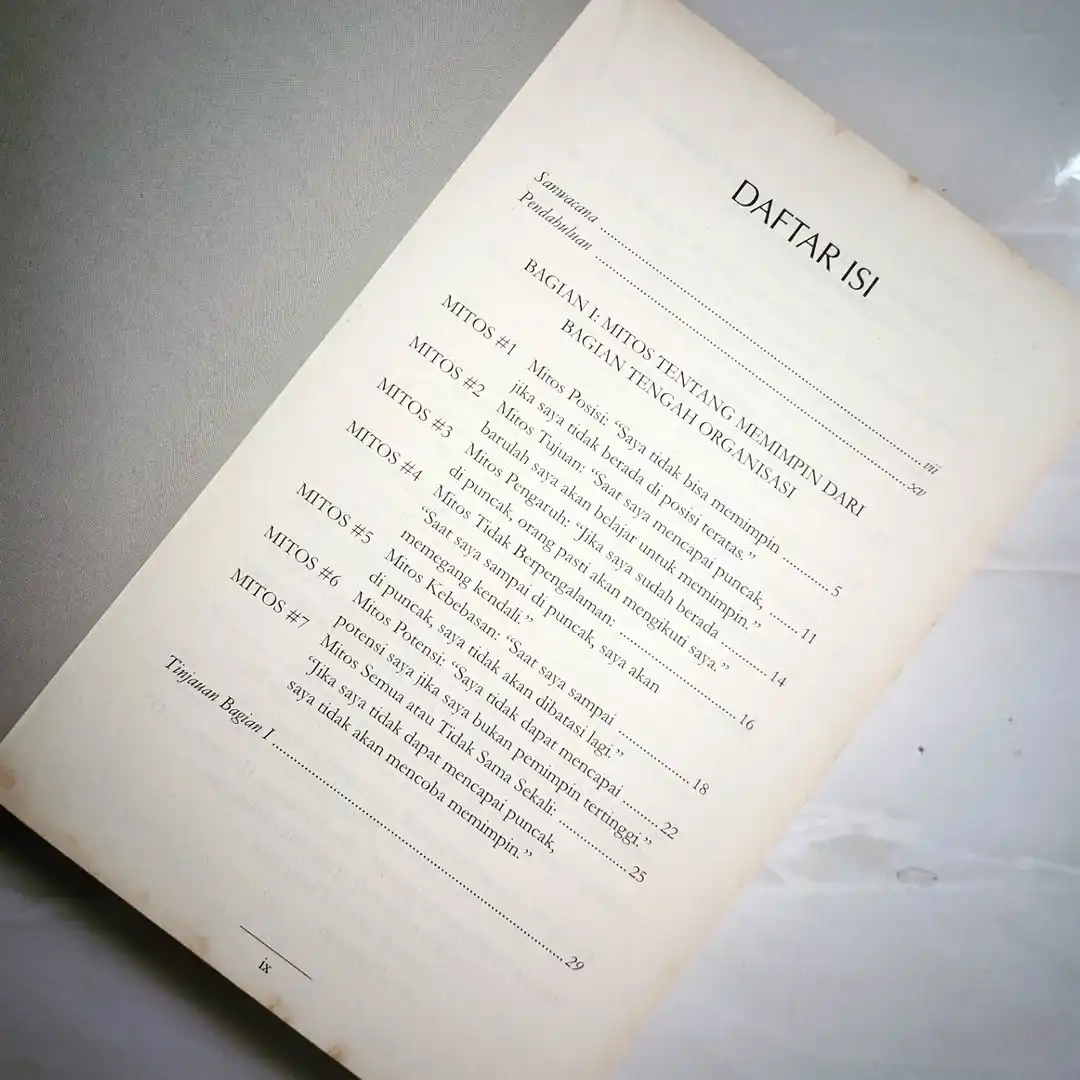 DAFTAR ISI
Sanwacana ........ vii
Pendahuluan ........ xv
BAGIAN I: MITOS TENTANG MEMIMPIN DARI
BAGIAN TENGAH ORGANISASI
MITOS #1 Mitos Posisi: “Saya tidak bisa memimpin ........ 5
jika saya tidak berada di posisi teratas.”
MITOS #2 Mitos Tujuan: “Saat saya mencapai puncak, ........ 11
barulah saya akan belajar untuk memimpin.”
MITOS #3 Mitos Pengaruh: “Jika saya sudah berada ........ 14
di puncak, orang pasti akan mengikuti saya.”
MITOS #4 Mitos Tidak Berpengalaman: ........ 16
“Saat saya sampai di puncak, saya akan
memegang kendali.”
MITOS #5 Mitos Kebebasan: “Saat saya sampai ........ 18
di puncak, saya tidak akan dibatasi lagi.”
MITOS #6 Mitos Potensi: “Saya tidak dapat mencapai ........ 22
potensi saya jika saya bukan pemimpin tertinggi.”
MITOS #7 Mitos Semua atau Tidak Sama Sekali: ........ 25
“Jika saya tidak dapat mencapai puncak,
saya tidak akan mencoba memimpin.”
Tinjauan Bagian I ........ 29
ix